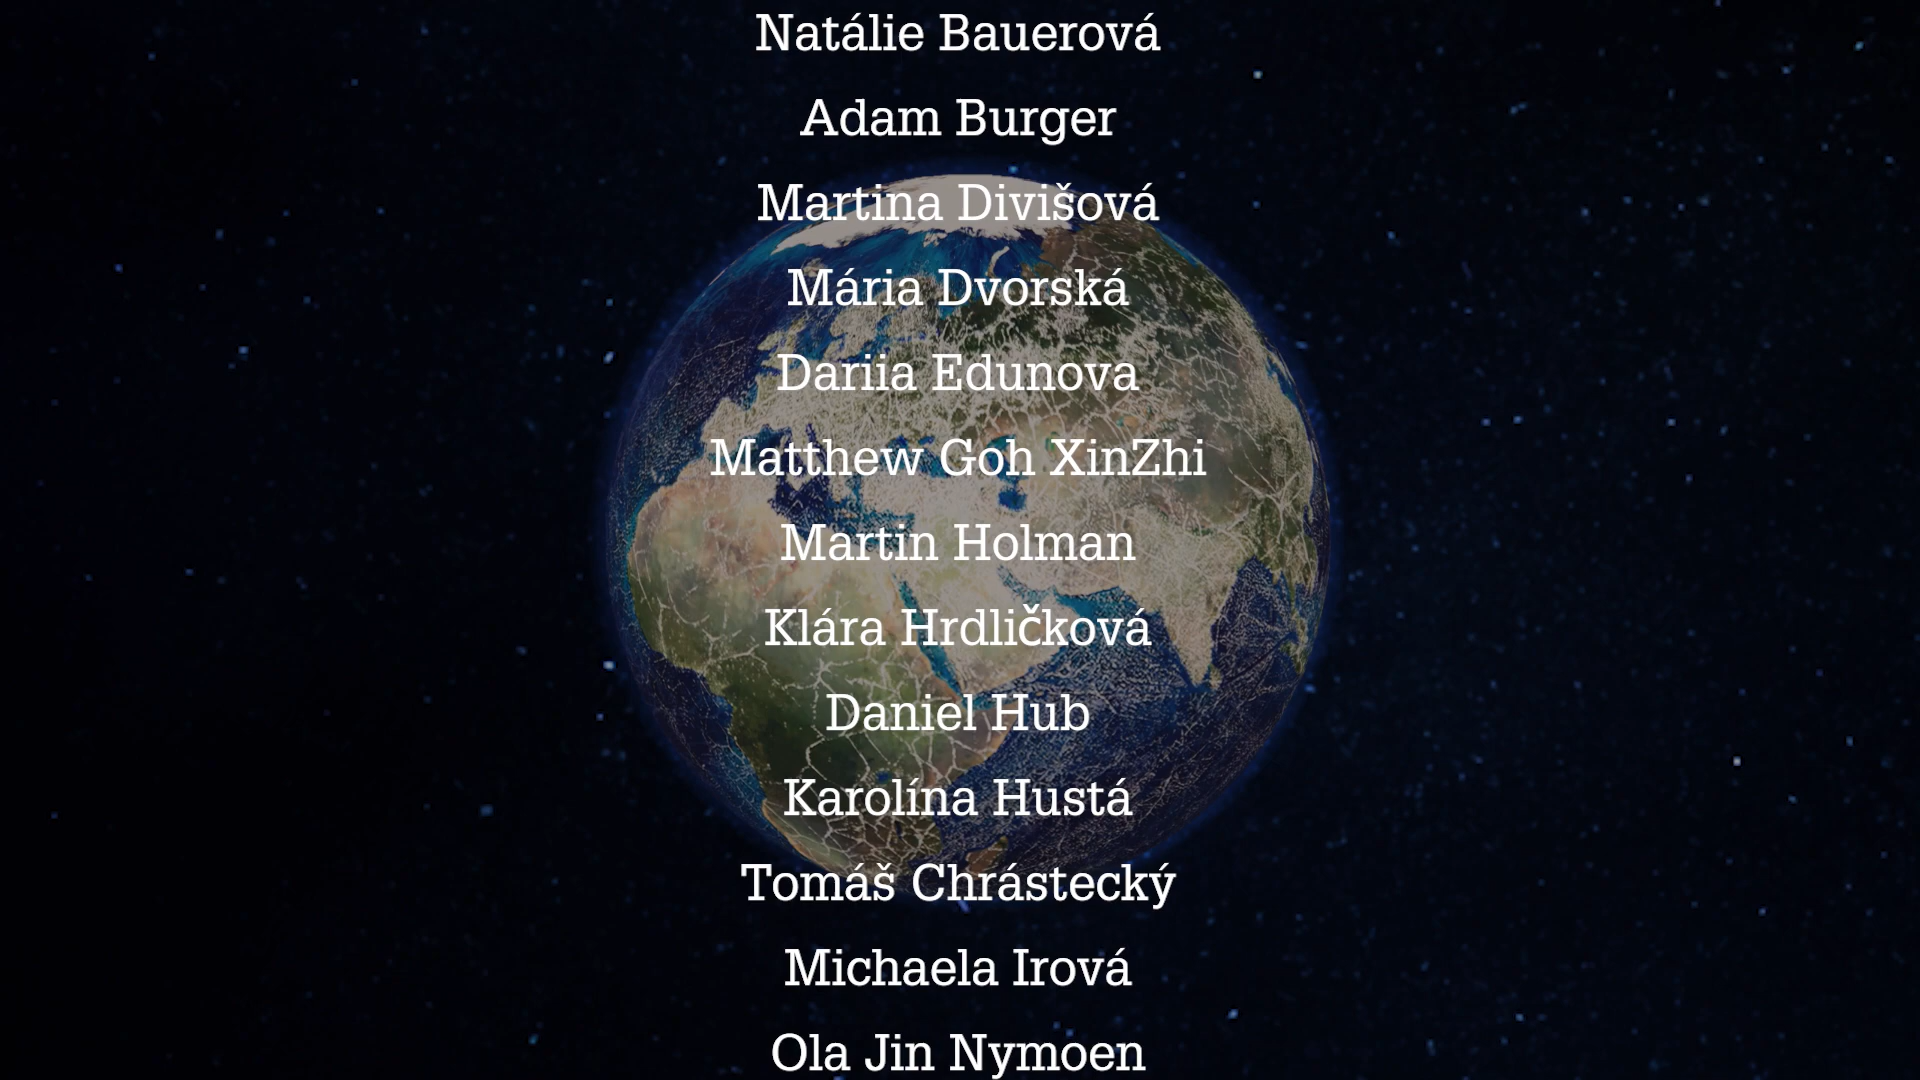 Natálie Bauerová
Adam Burger
Martina Divišová
Mária Dvorská
Dariia Edunova
Matthew Goh XinZhi
Martin Holman
Klára Hrdličková
Daniel Hub
Karolína Hustá
Tomáš Chrástecký
Michaela Irová
Ola Jin Nymoen